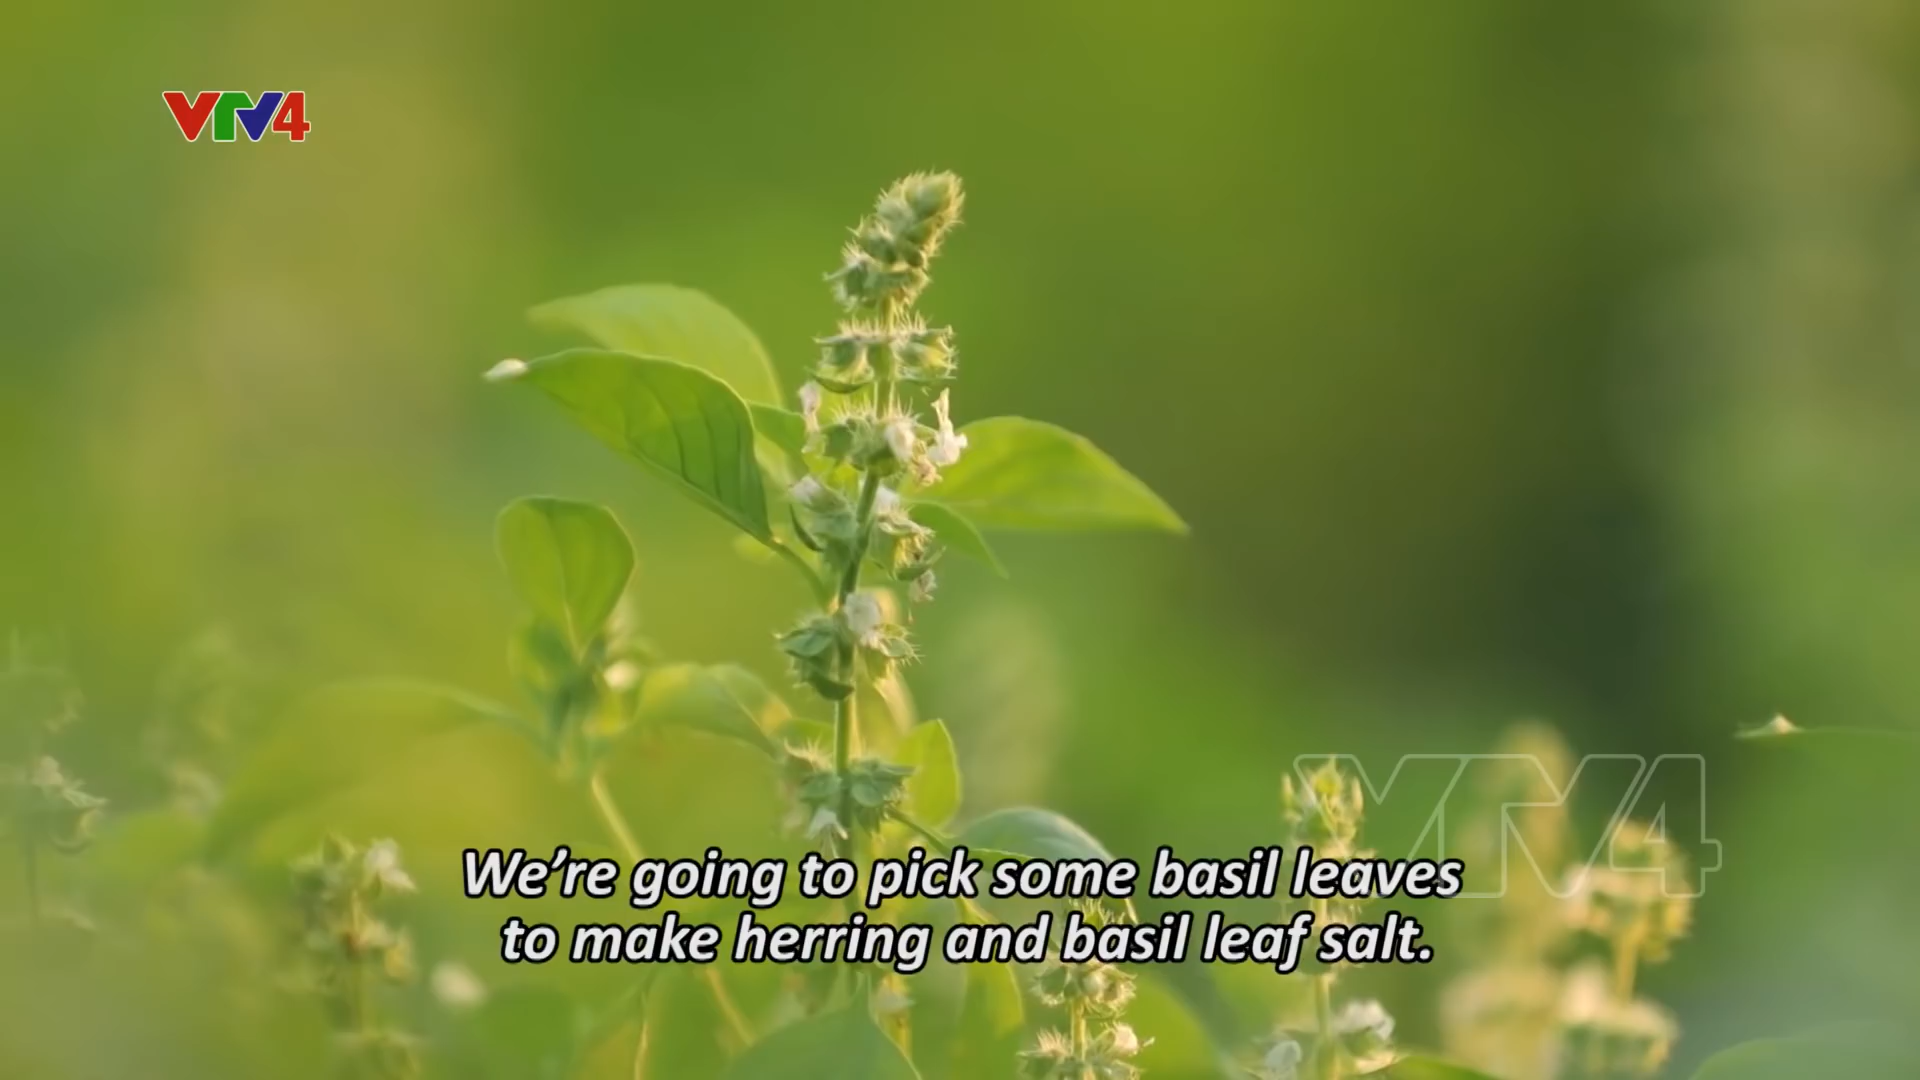 VTV4
VTV4
We're going to pick some basil leaves
to make herring and basil leaf salt.